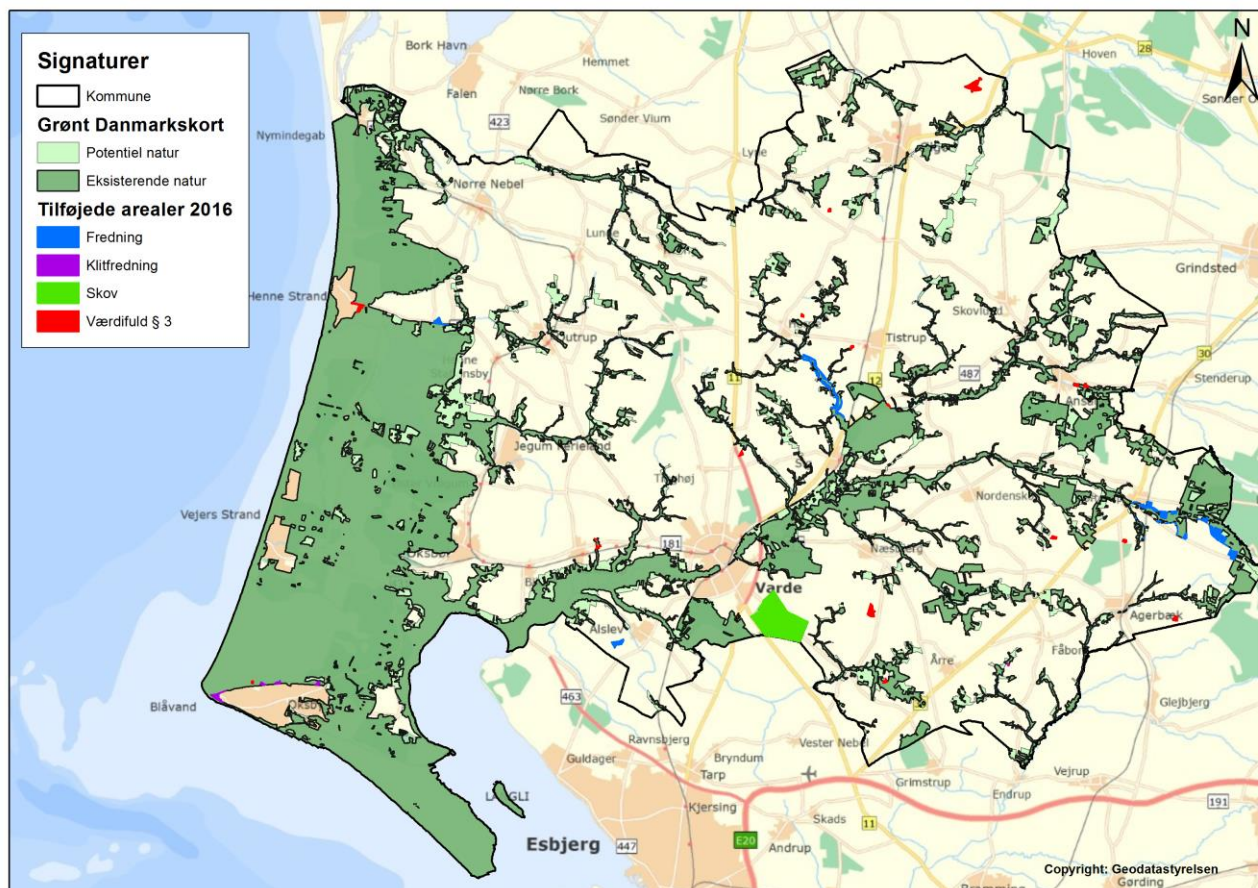 Signaturer
Kommune
Grønt Danmarkskort
Potentiel natur
Eksisterende natur
Tilføjede arealer 2016
Fredning
Klitfredning
Skov
Værdifuld § 3
N
Bork Havn
Hemmet
Hoven
28
Falen
Nørre Bork
Sønder
423
Sønder Vium
Nymindegab
Lyne
Nørre Nebel
Lunde
Grindsted
Henne Strand
Skovlund
Outrup
Tistrup
30
11
12
487
Stenderup
Jegum Ferieland
Vejers Strand
Nordensk
181
Næsbjerg
Varde
Alslev
Agerbæk
Årre
Fåbor
Blåvand
463
Glejbjerg
Ravnsbjerg
Guldager
Bryndum
Vester Nebel
Tarp
Grimstrup
Vejrup
Kjersing
Endrup
191
Skads
Esbjerg
447
E20
Andrup
11
Copyright: Geodatastyrelsen
Gørding